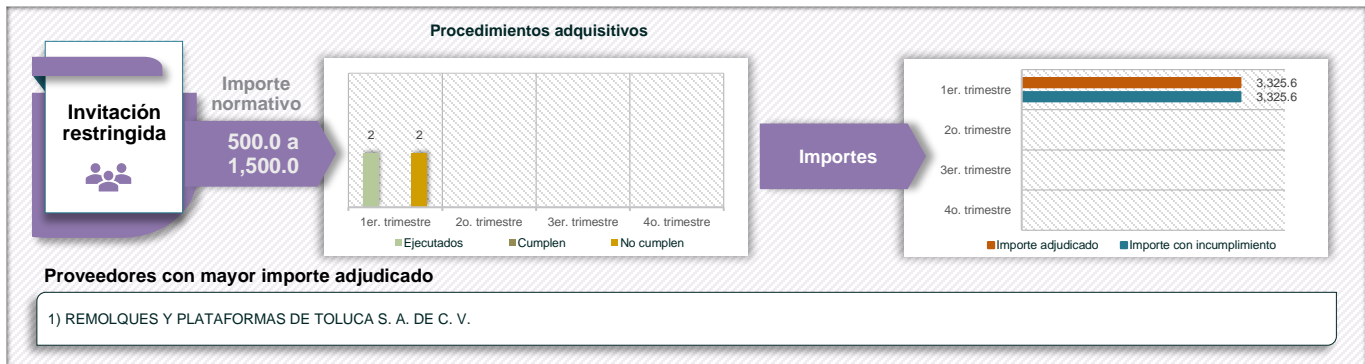 Procedimientos adquisitivos
Invitación
restringida
Importe
normativo
500.0 a
1,500.0
2
2
1er. trimestre
2o. trimestre
3er. trimestre
4o. trimestre
Ejecutados
Cumplen
No cumplen
Importes
1er. trimestre
3,325.6
3,325.6
2o. trimestre
3er. trimestre
4o. trimestre
Importe adjudicado
Importe con incumplimiento
Proveedores con mayor importe adjudicado
1) REMOLQUES Y PLATAFORMAS DE TOLUCA S. A. DE C. V.